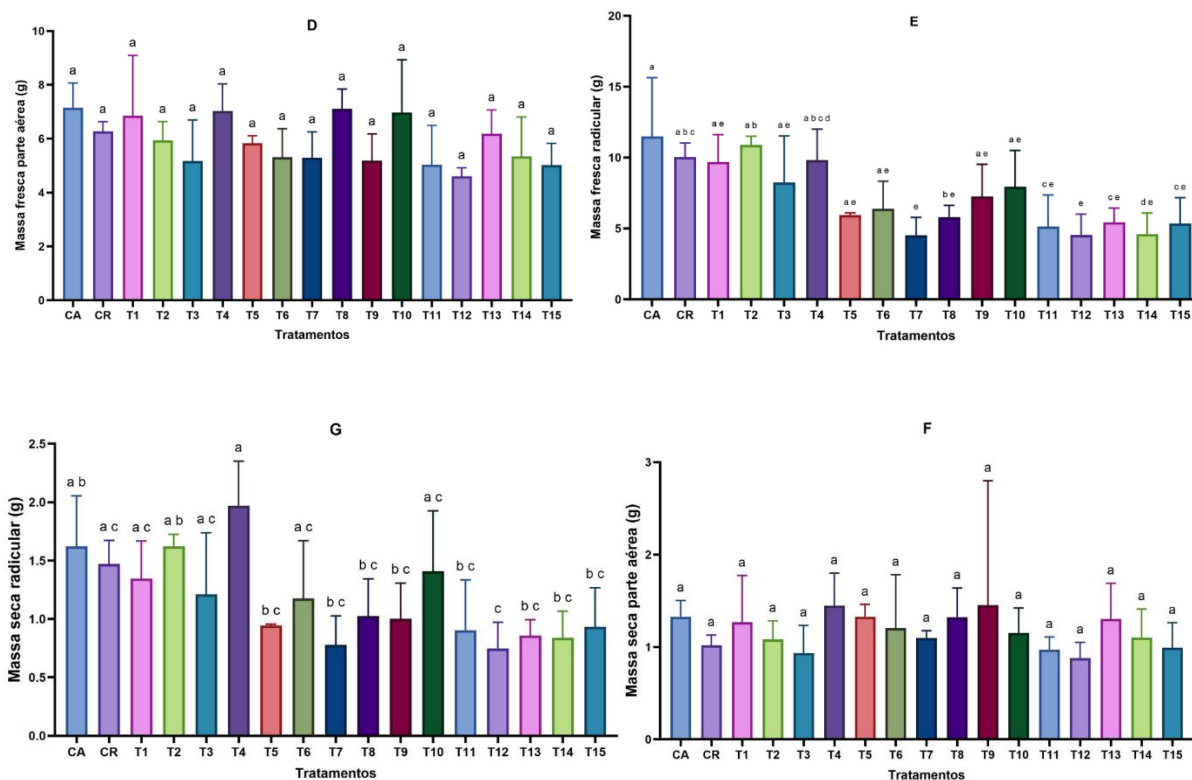 D
Massa fresca parte aérea (g)
10
8
6
4
2
0
a a a a a a a a a a a a a a a a a
CA CR T1 T2 T3 T4 T5 T6 T7 T8 T9 T10 T11 T12 T13 T14 T15
Tratamentos
E
Massa fresca radicular (g)
20
15
10
5
0
a a b c a e a b a e a b c d a e a e e b e a e a e c e e c e d e c e
CA CR T1 T2 T3 T4 T5 T6 T7 T8 T9 T10 T11 T12 T13 T14 T15
Tratamentos
G
Massa seca radicular (g)
2.5
2.0
1.5
1.0
0.5
0.0
a b a c a c a b a c a b c a c b c b c b c a c b c c b c b c b c
CA CR T1 T2 T3 T4 T5 T6 T7 T8 T9 T10 T11 T12 T13 T14 T15
Tratamentos
F
Massa seca parte aérea (g)
3
2
1
0
a a a a a a a a a a a a a a a a a
CA CR T1 T2 T3 T4 T5 T6 T7 T8 T9 T10 T11 T12 T13 T14 T15
Tratamentos